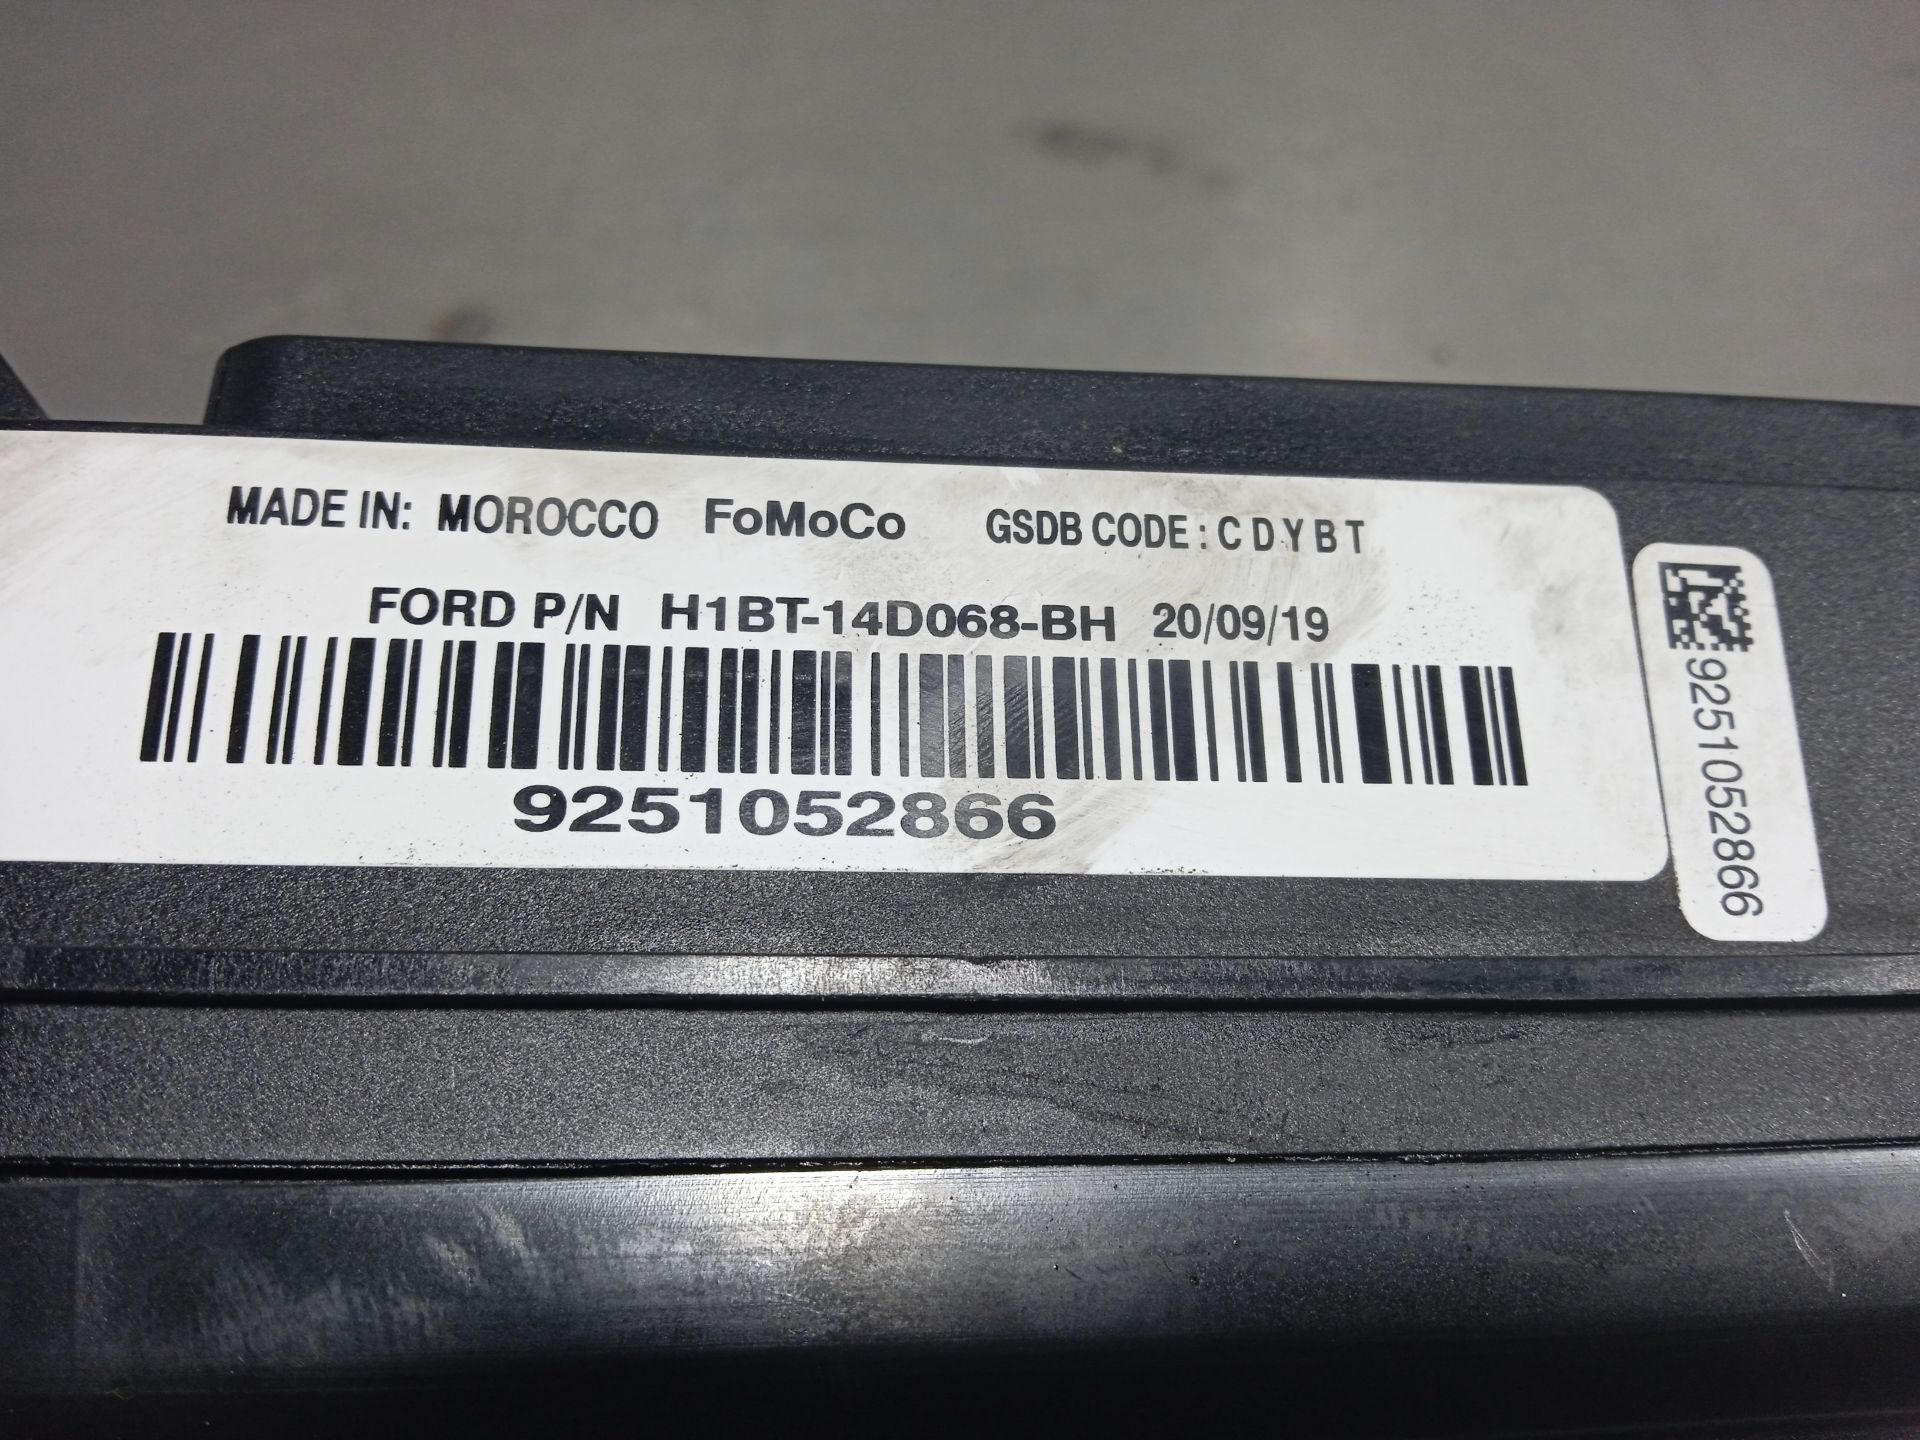 MADE IN: MOROCCO FoMoCo GSDB CODE : C D Y B T
FORD P/N H1BT-14D068-BH 20/09/19
9251052866
9251052866